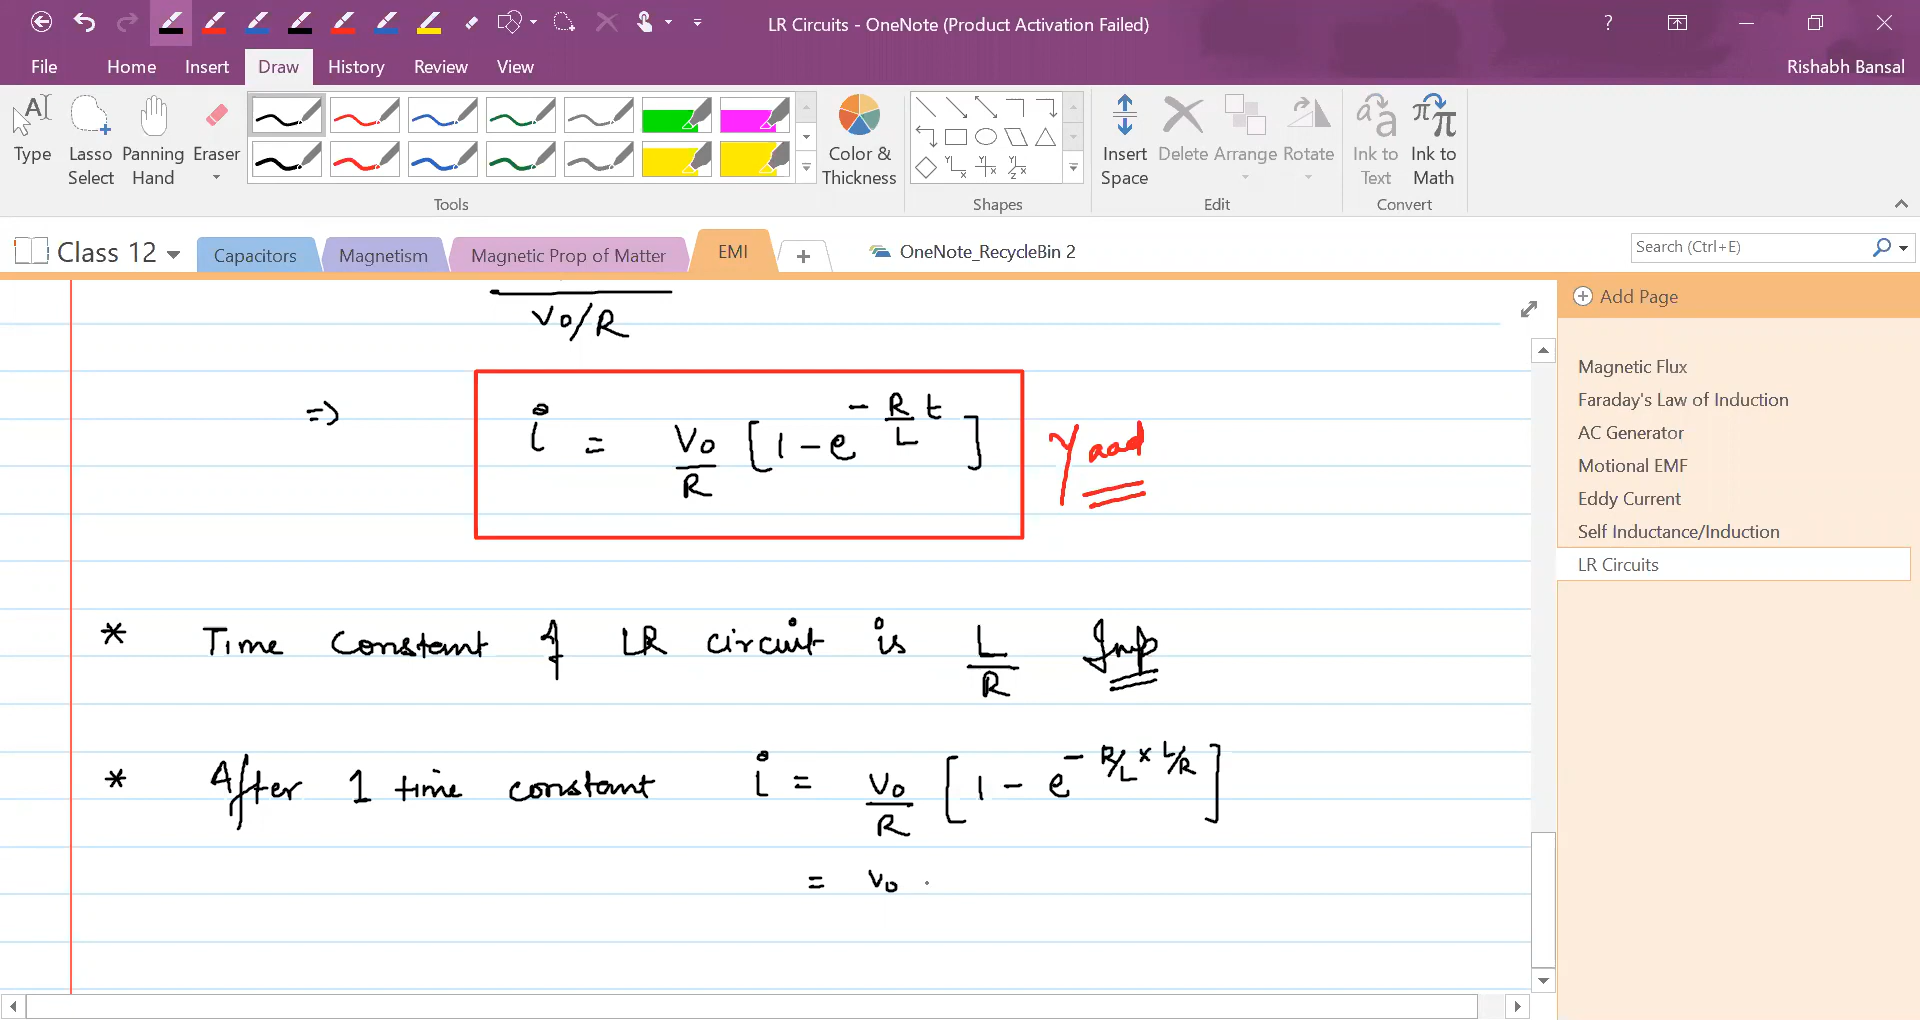 LR Circuits - OneNote (Product Activation Failed)
?
File Home Insert Draw History Review View
Rishabh Bansal
Type
Lasso Select
Panning Hand
Eraser
Color & Thickness
Insert Space
Delete
Arrange
Rotate
Ink to Text
Ink to Math
Tools
Shapes
Edit
Convert
Class 12
Capacitors
Magnetism
Magnetic Prop of Matter
EMI
OneNote_RecycleBin 2
Search (Ctrl+E)
Add Page
Magnetic Flux
Faraday's Law of Induction
AC Generator
Motional EMF
Eddy Current
Self Inductance/Induction
LR Circuits
V0/R
=> i = V0/R [1 - e^(-R/L t)] Yaad
* Time Constant of LR circuit is L/R Imp
* After 1 time constant i = V0/R [1 - e^(-R/L × L/R)]
= V0